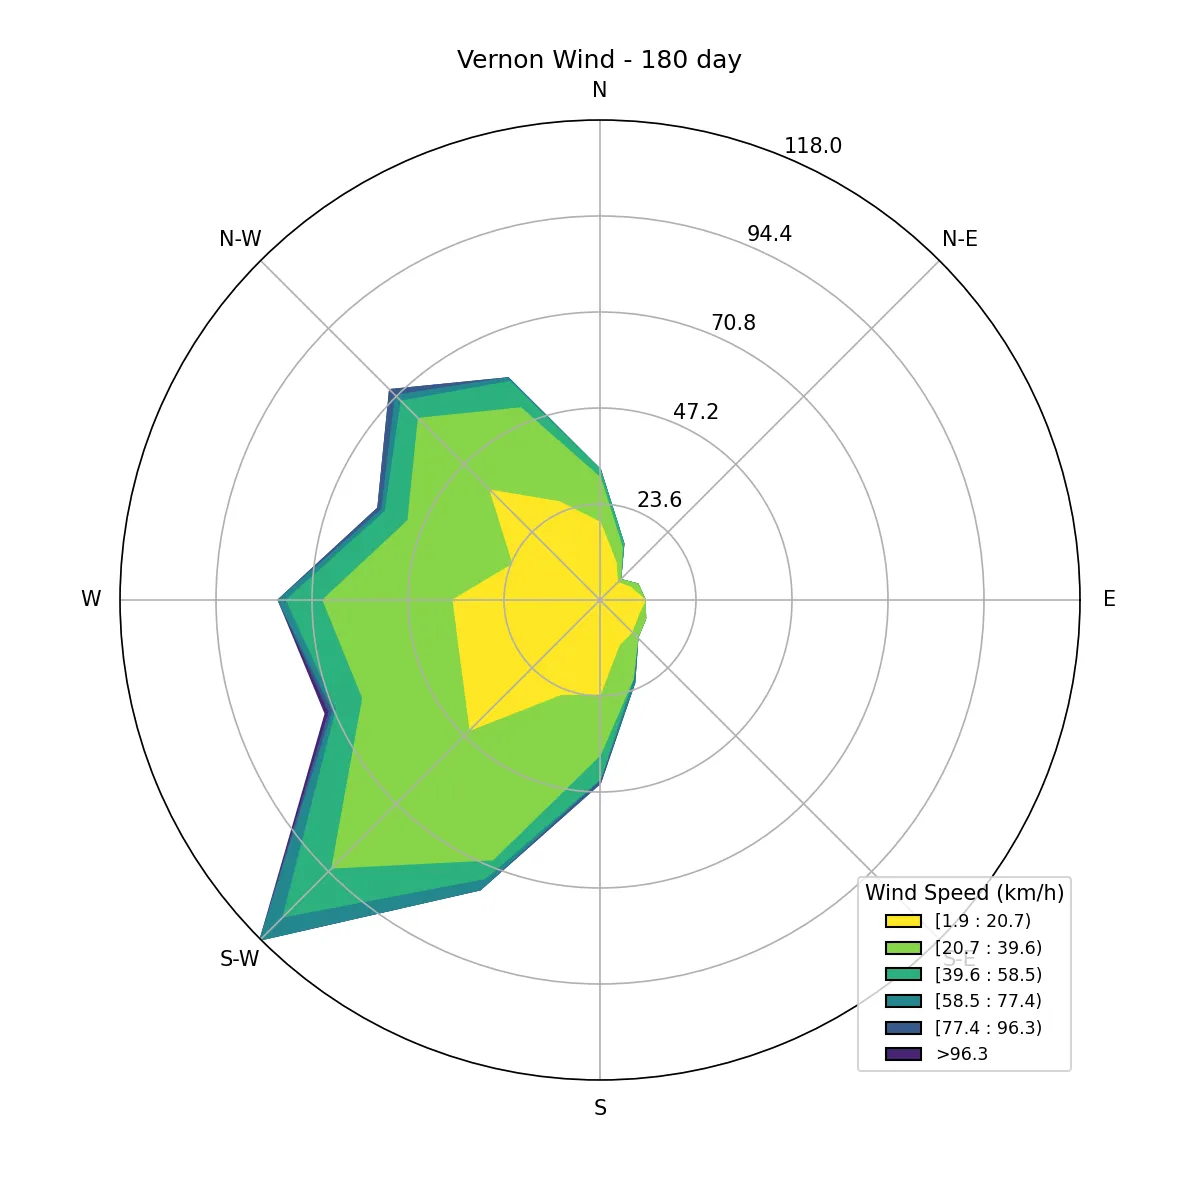 Vernon Wind - 180 day
N
118.0
N-W
94.4
N-E
70.8
47.2
23.6
W
E
S-W
S-E
S
Wind Speed (km/h)
[1.9 : 20.7)
[20.7 : 39.6)
[39.6 : 58.5)
[58.5 : 77.4)
[77.4 : 96.3)
>96.3